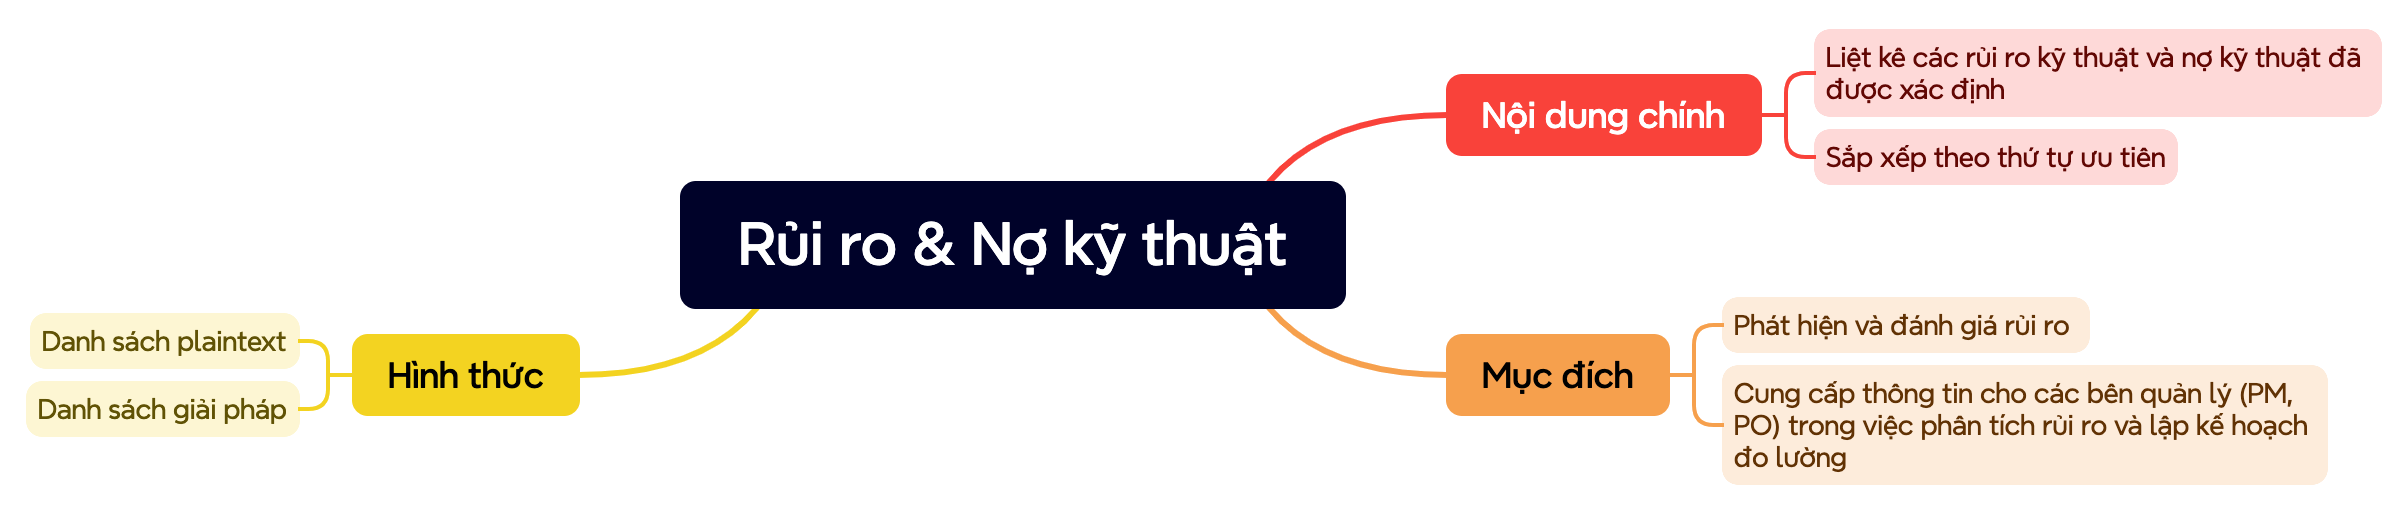 Rủi ro & Nợ kỹ thuật
Nội dung chính
Liệt kê các rủi ro kỹ thuật và nợ kỹ thuật đã
được xác định
Sắp xếp theo thứ tự ưu tiên
Mục đích
Phát hiện và đánh giá rủi ro
Cung cấp thông tin cho các bên quản lý (PM,
PO) trong việc phân tích rủi ro và lập kế hoạch
đo lường
Hình thức
Danh sách plaintext
Danh sách giải pháp